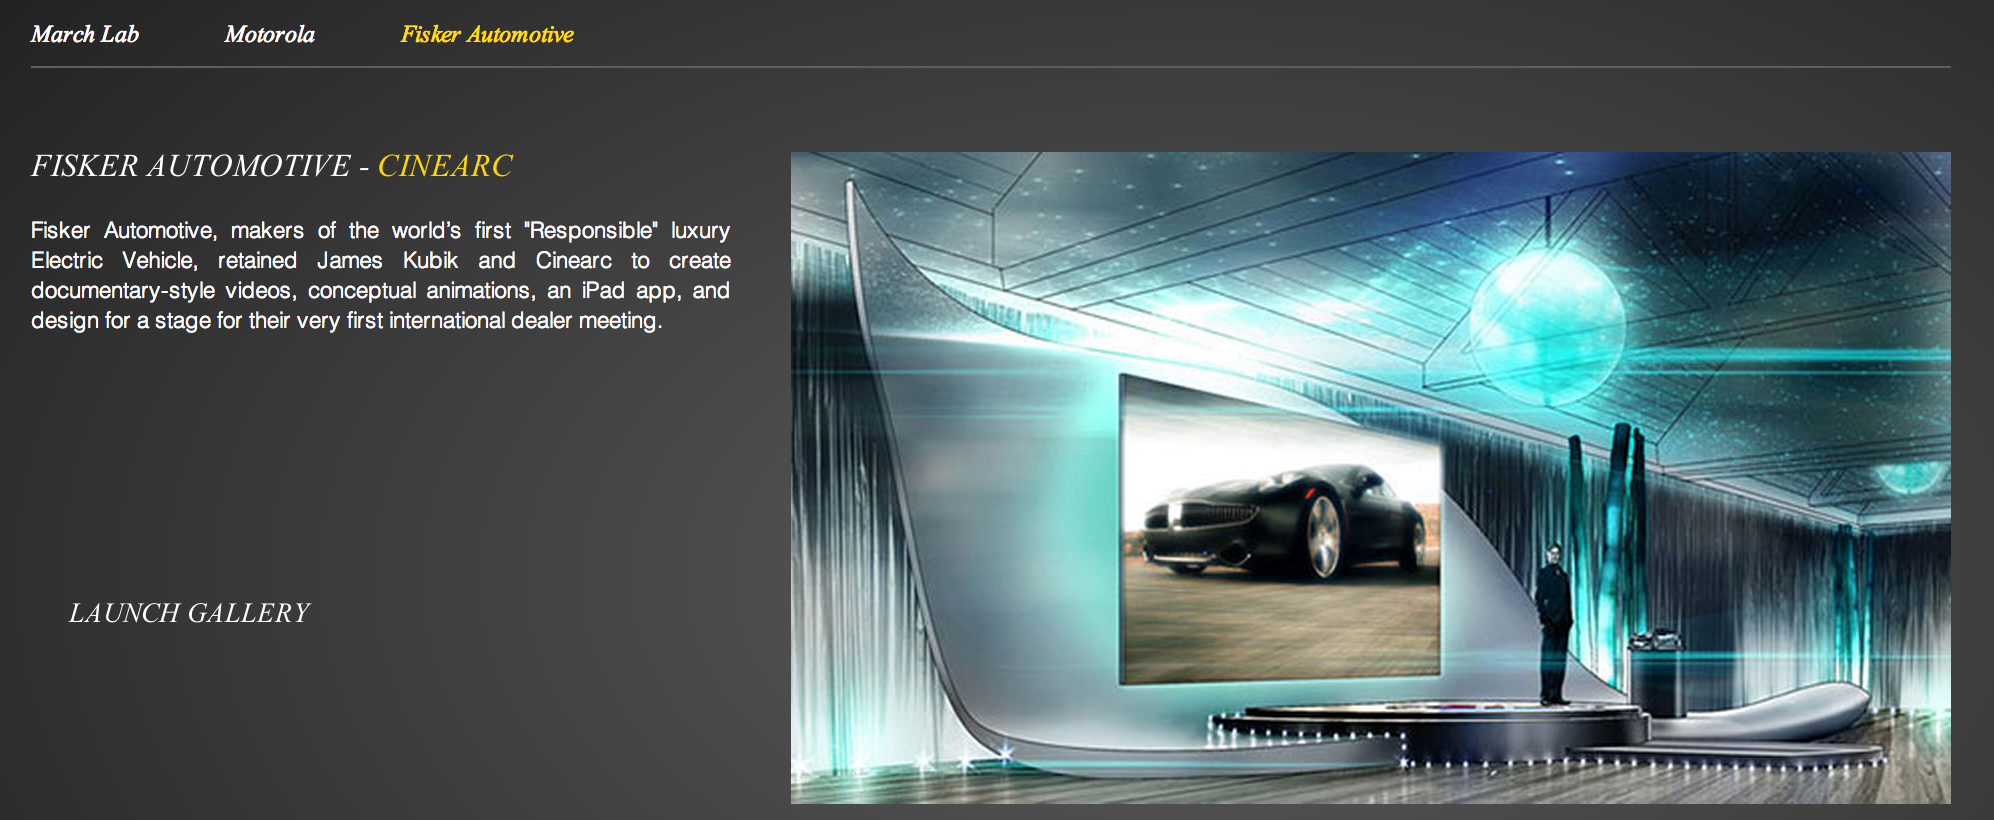 March Lab
Motorola
Fisker Automotive
FISKER AUTOMOTIVE - CINEARC
Fisker Automotive, makers of the world’s first "Responsible" luxury
Electric Vehicle, retained James Kubik and Cinearc to create
documentary-style videos, conceptual animations, an iPad app, and
design for a stage for their very first international dealer meeting.
LAUNCH GALLERY